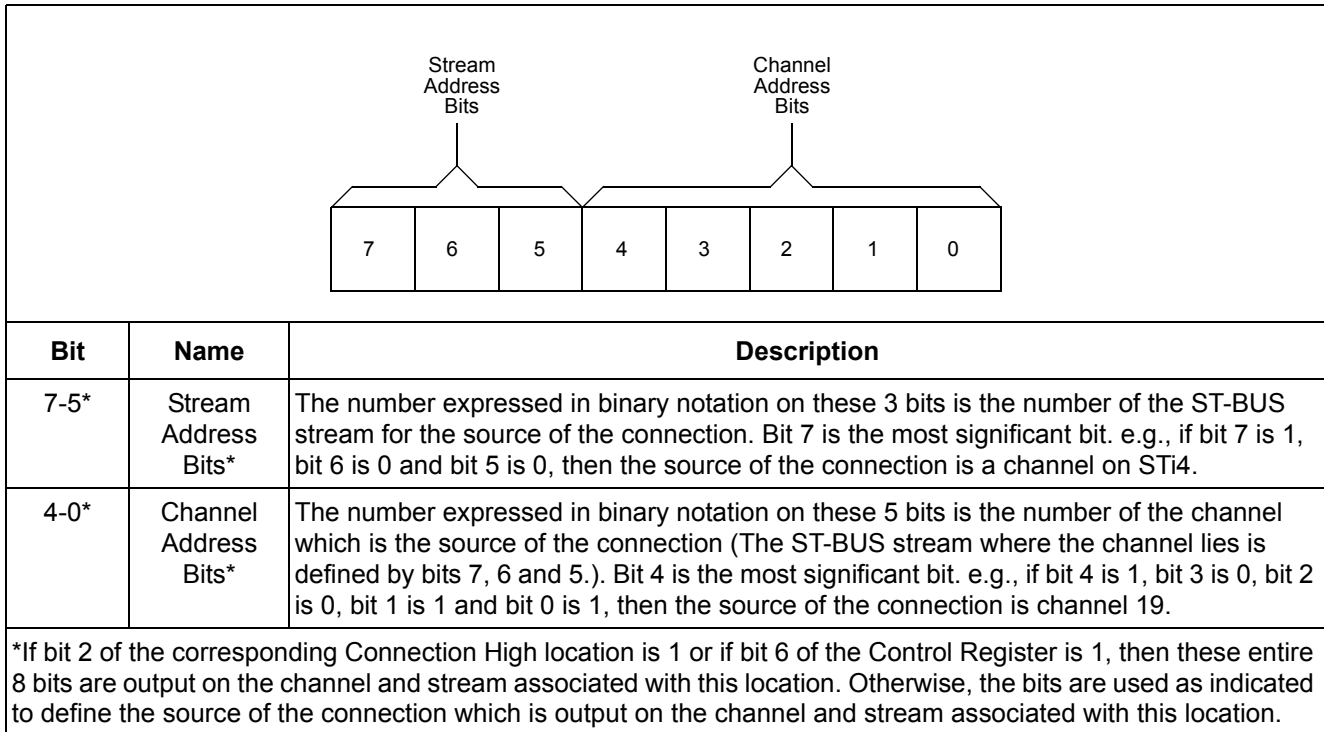 Stream
Address
Bits
Channel
Address
Bits
7 6 5 4 3 2 1 0
Bit Name Description
7-5* Stream
Address
Bits*
The number expressed in binary notation on these 3 bits is the number of the ST-BUS
stream for the source of the connection. Bit 7 is the most significant bit. e.g., if bit 7 is 1,
bit 6 is 0 and bit 5 is 0, then the source of the connection is a channel on STi4.
4-0* Channel
Address
Bits*
The number expressed in binary notation on these 5 bits is the number of the channel
which is the source of the connection (The ST-BUS stream where the channel lies is
defined by bits 7, 6 and 5.). Bit 4 is the most significant bit. e.g., if bit 4 is 1, bit 3 is 0, bit 2
is 0, bit 1 is 1 and bit 0 is 1, then the source of the connection is channel 19.
*If bit 2 of the corresponding Connection High location is 1 or if bit 6 of the Control Register is 1, then these entire
8 bits are output on the channel and stream associated with this location. Otherwise, the bits are used as indicated
to define the source of the connection which is output on the channel and stream associated with this location.